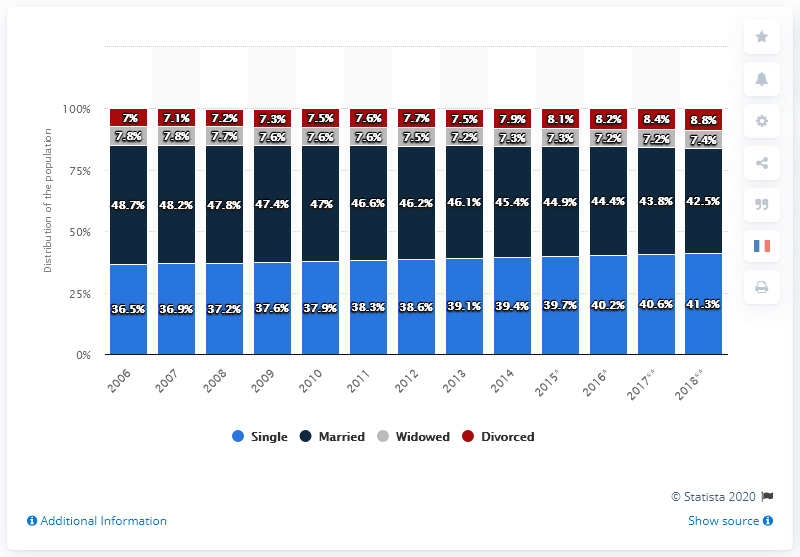 Distribution of the population
100%
75%
50%
25%
0%
7% 7.1% 7.2% 7.3% 7.5% 7.6% 7.7% 7.5% 7.9% 8.1% 8.2% 8.4% 8.8%
7.8% 7.8% 7.7% 7.6% 7.6% 7.6% 7.5% 7.2% 7.3% 7.3% 7.2% 7.2% 7.4%
48.7% 48.2% 47.8% 47.4% 47% 46.6% 46.2% 46.1% 45.4% 44.9% 44.4% 43.8% 42.5%
36.5% 36.9% 37.2% 37.6% 37.9% 38.3% 38.6% 39.1% 39.4% 39.7% 40.2% 40.6% 41.3%
2006 2007 2008 2009 2010 2011 2012 2013 2014 2015* 2016* 2017** 2018**
Single Married Widowed Divorced
© Statista 2020
Additional Information
Show source